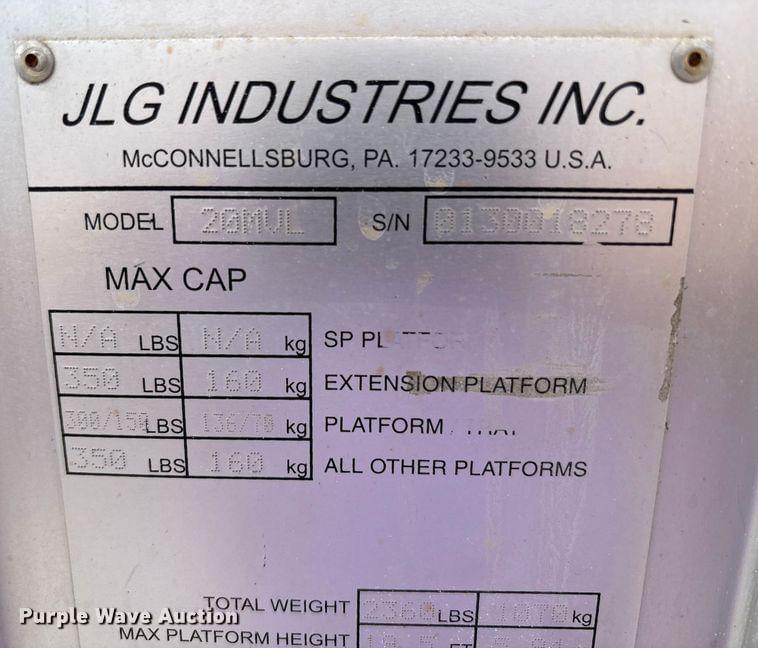 JLG INDUSTRIES INC.
McCONNELLSBURG, PA. 17233-9533 U.S.A.
MODEL 20MVL S/N 0130018278
MAX CAP
N/A LBS N/A kg SP
350 LBS 160 kg EXTENSION PLATFORM
300/150 LBS 136/70 kg PLATFORM
350 LBS 160 kg ALL OTHER PLATFORMS
TOTAL WEIGHT 2360 LBS 1070 kg
MAX PLATFORM HEIGHT
Purple Wave Auction